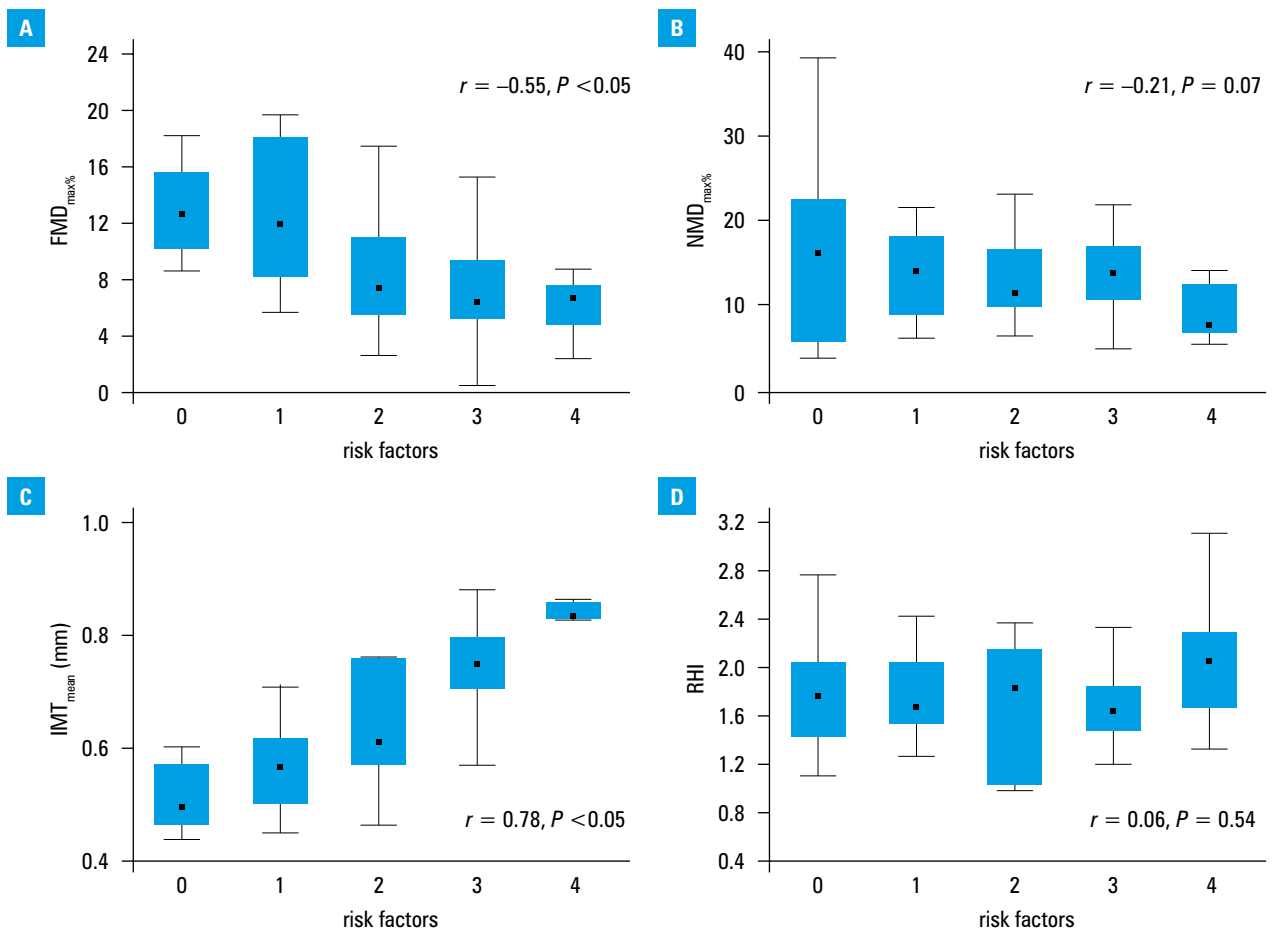 A
24
20
16
12
8
4
0
FMDmax%
r = –0.55, P <0.05
0 1 2 3 4
risk factors
B
40
30
20
10
0
NMDmax%
r = –0.21, P = 0.07
0 1 2 3 4
risk factors
C
1.0
0.8
0.6
0.4
IMTmean (mm)
r = 0.78, P <0.05
0 1 2 3 4
risk factors
D
3.2
2.8
2.4
2.0
1.6
1.2
0.8
0.4
RHI
r = 0.06, P = 0.54
0 1 2 3 4
risk factors